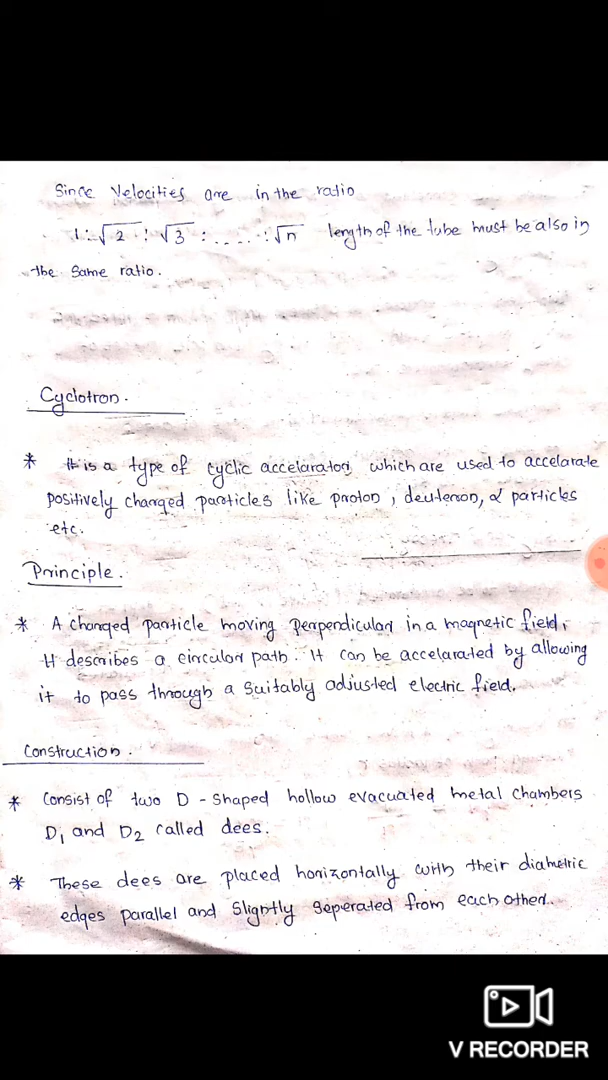 Since Velocities are in the ratio
1 : √2 : √3 : ..... : √n length of the tube must be also in
the same ratio.
Cyclotron.
* It is a type of cyclic accelarator, which are used to accelarate
positively charged particles like proton, deuteron, α particles
etc.
Principle.
* A charged particle moving perpendicular in a magnetic field,
It describes a circular path. It can be accelarated by allowing
it to pass through a suitably adjusted electric field.
Construction.
* Consist of two D - shaped hollow evacuated metal chambers
D₁ and D₂ called dees.
* These dees are placed horizontally with their diametric
edges parallel and slightly seperated from each other..
V RECORDER